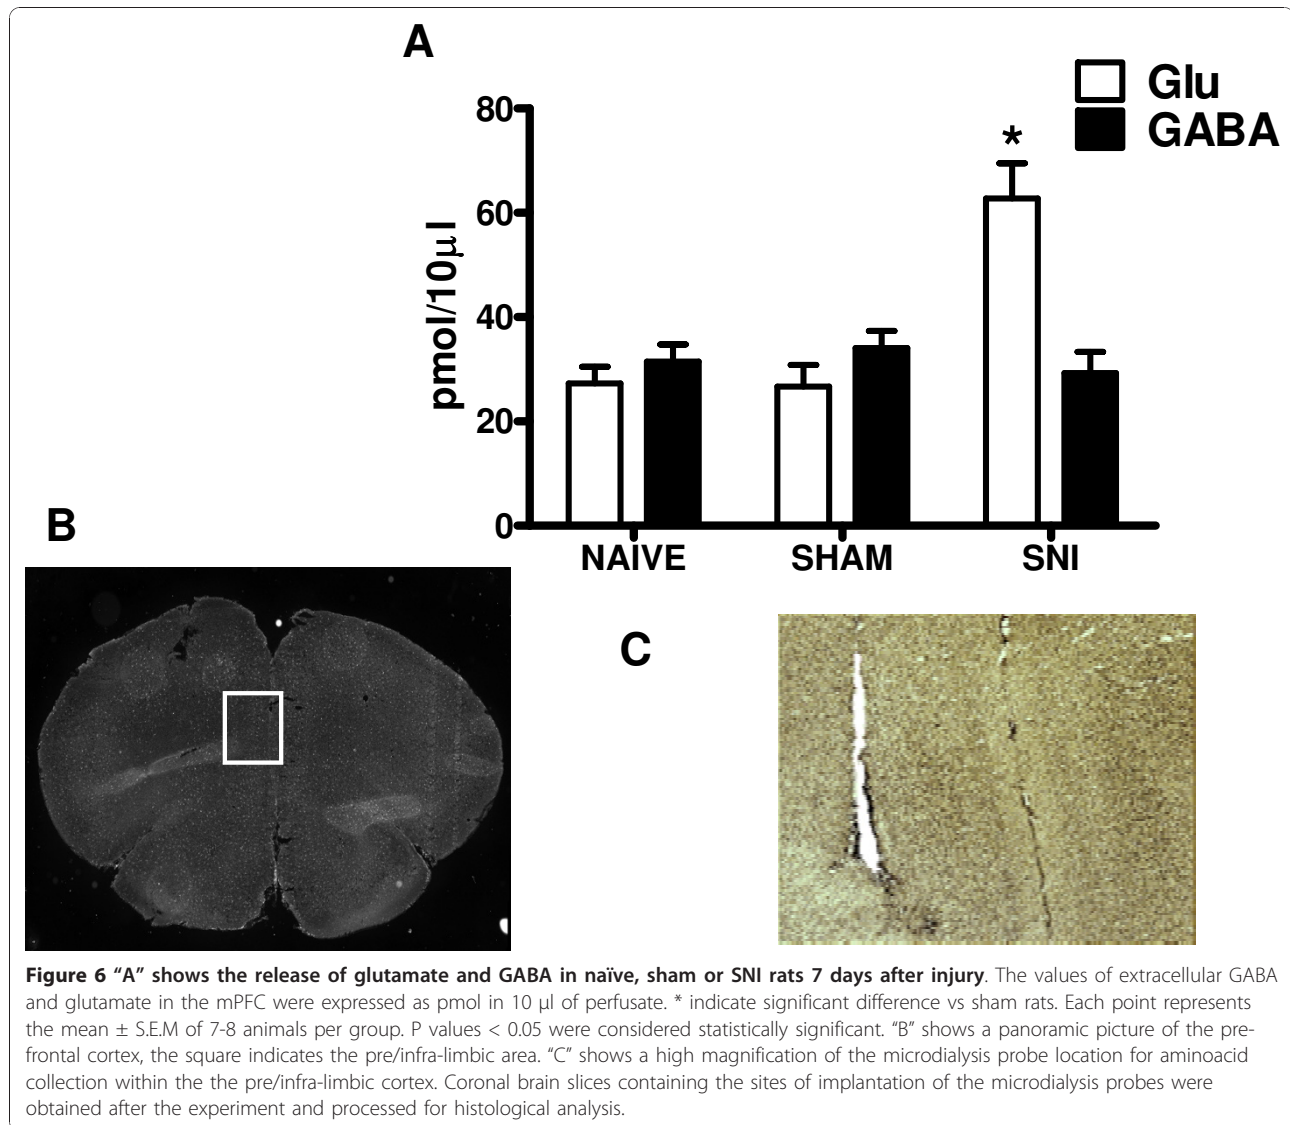 A
Glu
GABA
80
60
40
20
0
pmol/10µl
NAÏVE SHAM SNI
B
C
Figure 6 “A” shows the release of glutamate and GABA in naïve, sham or SNI rats 7 days after injury. The values of extracellular GABA
and glutamate in the mPFC were expressed as pmol in 10 μl of perfusate. * indicate significant difference vs sham rats. Each point represents
the mean ± S.E.M of 7-8 animals per group. P values < 0.05 were considered statistically significant. “B” shows a panoramic picture of the pre-
frontal cortex, the square indicates the pre/infra-limbic area. “C” shows a high magnification of the microdialysis probe location for aminoacid
collection within the the pre/infra-limbic cortex. Coronal brain slices containing the sites of implantation of the microdialysis probes were
obtained after the experiment and processed for histological analysis.